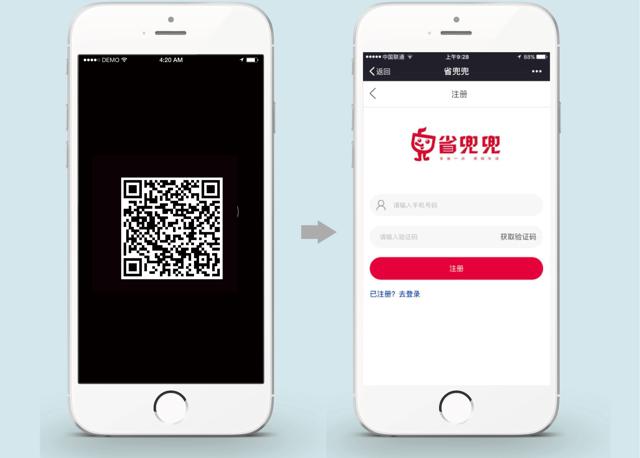 DEMO
4:20 AM
中国联通
上午9:28
88%
返回
省兜兜
注册
省兜兜
请输入手机号码
请输入验证码
获取验证码
注册
已注册？去登录